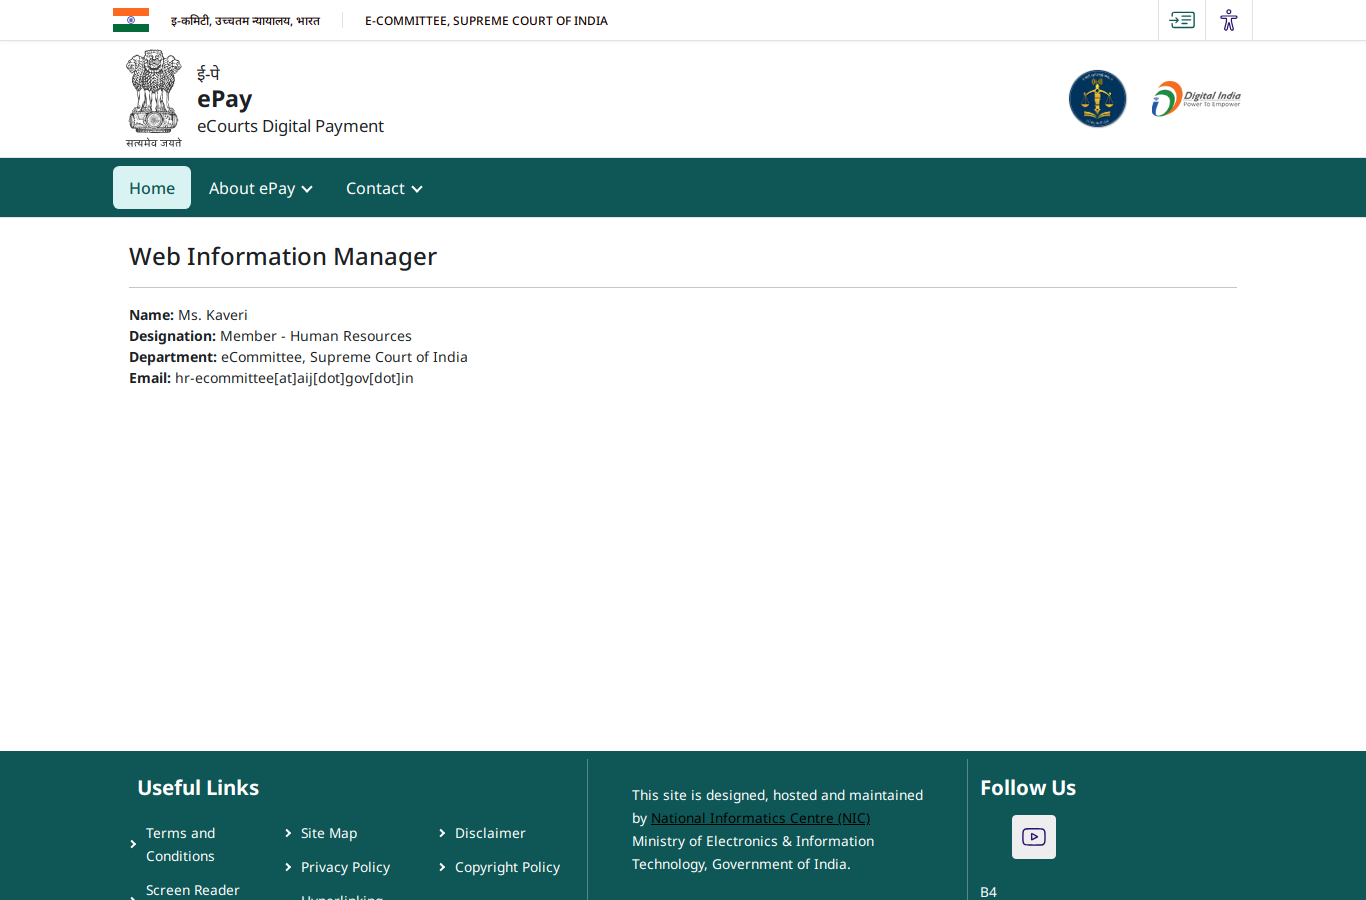 इ-कमिटी, उच्चतम न्यायालय, भारत
E-COMMITTEE, SUPREME COURT OF INDIA
सत्यमेव जयते
ई-पे
ePay
eCourts Digital Payment
Digital India
Power To Empower
Home
About ePay
Contact
Web Information Manager
Name: Ms. Kaveri
Designation: Member - Human Resources
Department: eCommittee, Supreme Court of India
Email: hr-ecommittee[at]aij[dot]gov[dot]in
Useful Links
Terms and
Conditions
Screen Reader
Site Map
Privacy Policy
Hyperlinking
Disclaimer
Copyright Policy
This site is designed, hosted and maintained
by National Informatics Centre (NIC)
Ministry of Electronics & Information
Technology, Government of India.
Follow Us
B4